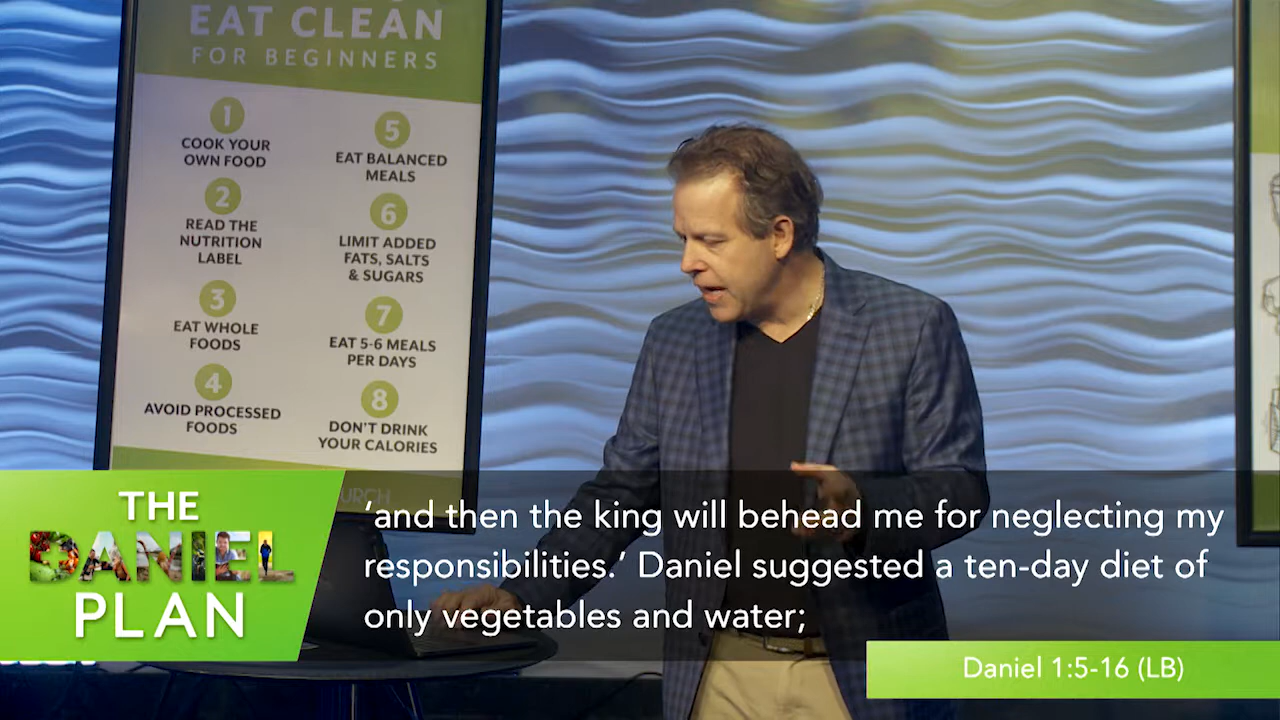 EAT CLEAN
FOR BEGINNERS
1
COOK YOUR
OWN FOOD
2
READ THE
NUTRITION
LABEL
3
EAT WHOLE
FOODS
4
AVOID PROCESSED
FOODS
5
EAT BALANCED
MEALS
6
LIMIT ADDED
FATS, SALTS
& SUGARS
7
EAT 5-6 MEALS
PER DAYS
8
DON'T DRINK
YOUR CALORIES
THE
DANIEL
PLAN
‘and then the king will behead me for neglecting my
responsibilities.’ Daniel suggested a ten-day diet of
only vegetables and water;
Daniel 1:5-16 (LB)